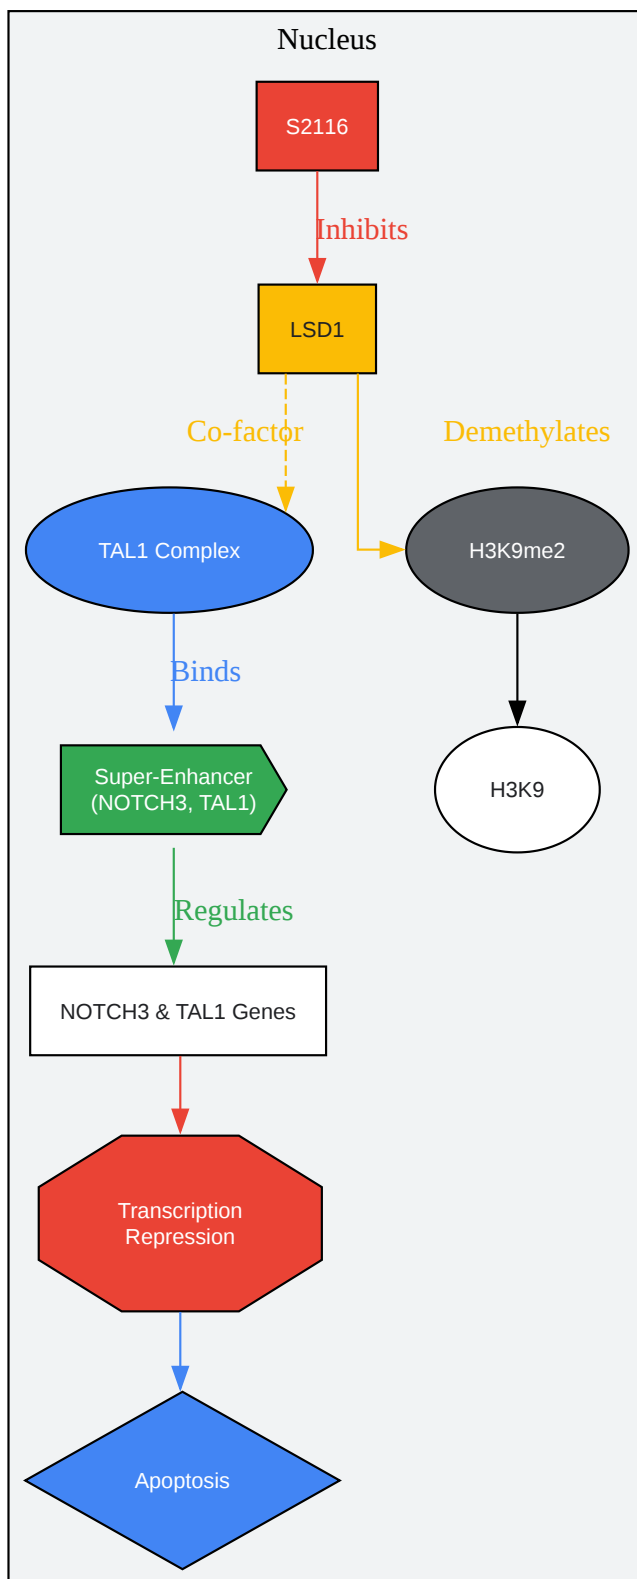 Nucleus
S2116
Inhibits
LSD1
Co-factor
Demethylates
TAL1 Complex
H3K9me2
Binds
Super-Enhancer
(NOTCH3, TAL1)
H3K9
Regulates
NOTCH3 & TAL1 Genes
Transcription
Repression
Apoptosis